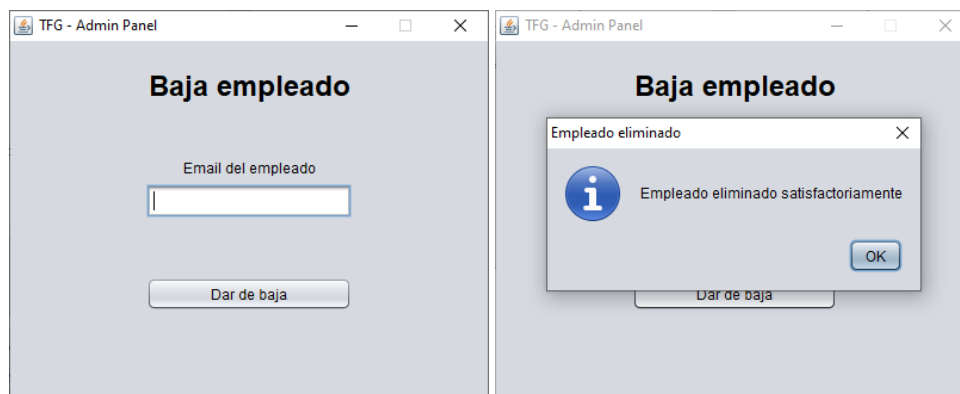 TFG - Admin Panel
Baja empleado
Email del empleado
Dar de baja
TFG - Admin Panel
Baja empleado
Empleado eliminado
Empleado eliminado satisfactoriamente
OK
Dar de baja